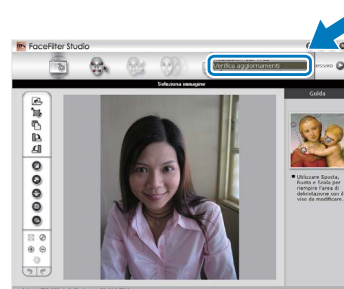 FaceFilter Studio
Verifica aggiornamenti
Seleziona immagine
Guida
Utilizzare Sposta,
Ruota e Scala per
riempire l'area di
delimitazione con il
viso da modificare.